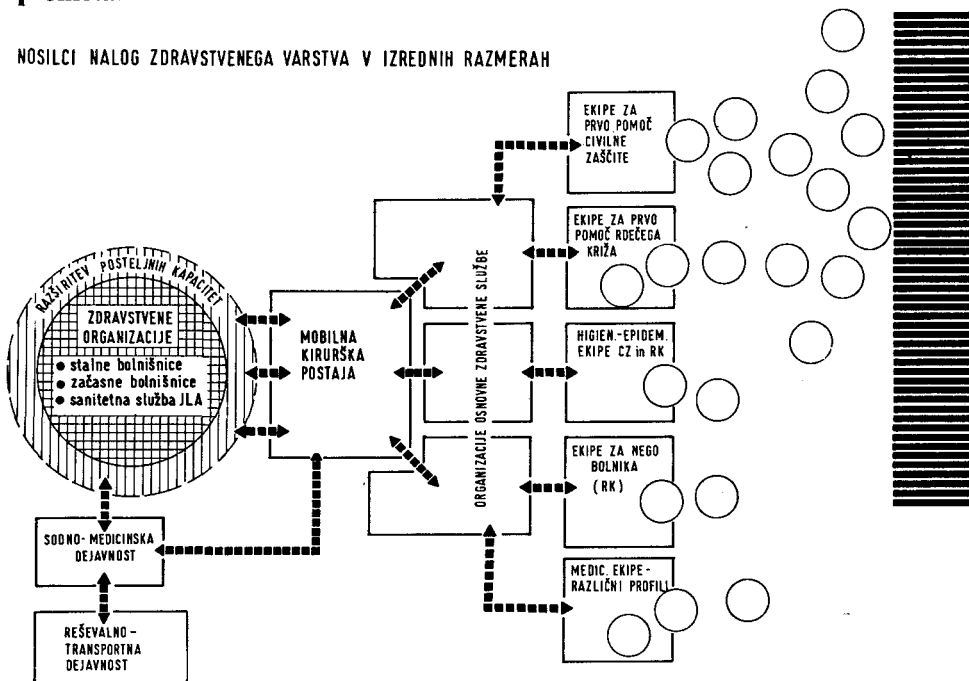 NOSILCI NALOG ZDRAVSTVENEGA VARSTVA V IZREDNIH RAZMERAH
EKIPE ZA
PRVO POMOČ
CIVILNE
ZAŠČITE
EKIPE ZA PRVO
POMOČ RDEČEGA
KRIŽA
HIGIEN.-EPIDEM.
EKIPE CZ in RK
EKIPE ZA NEGO
BOLNIKA
(RK)
MEDIC. EKIPE-
RAZLIČNI PROFILI
ORGANIZACIJE OSNOVNE ZDRAVSTVENE SLUŽBE
MOBILNA
KIRURŠKA
POSTAJA
RAZŠIRITEV POSTELJNIH KAPACITET
ZDRAVSTVENE
ORGANIZACIJE
• stalne bolnišnice
• začasne bolnišnice
• sanitetna služba JLA
SODNO-MEDICINSKA
DEJAVNOST
REŠEVALNO-
TRANSPORTNA
DEJAVNOST